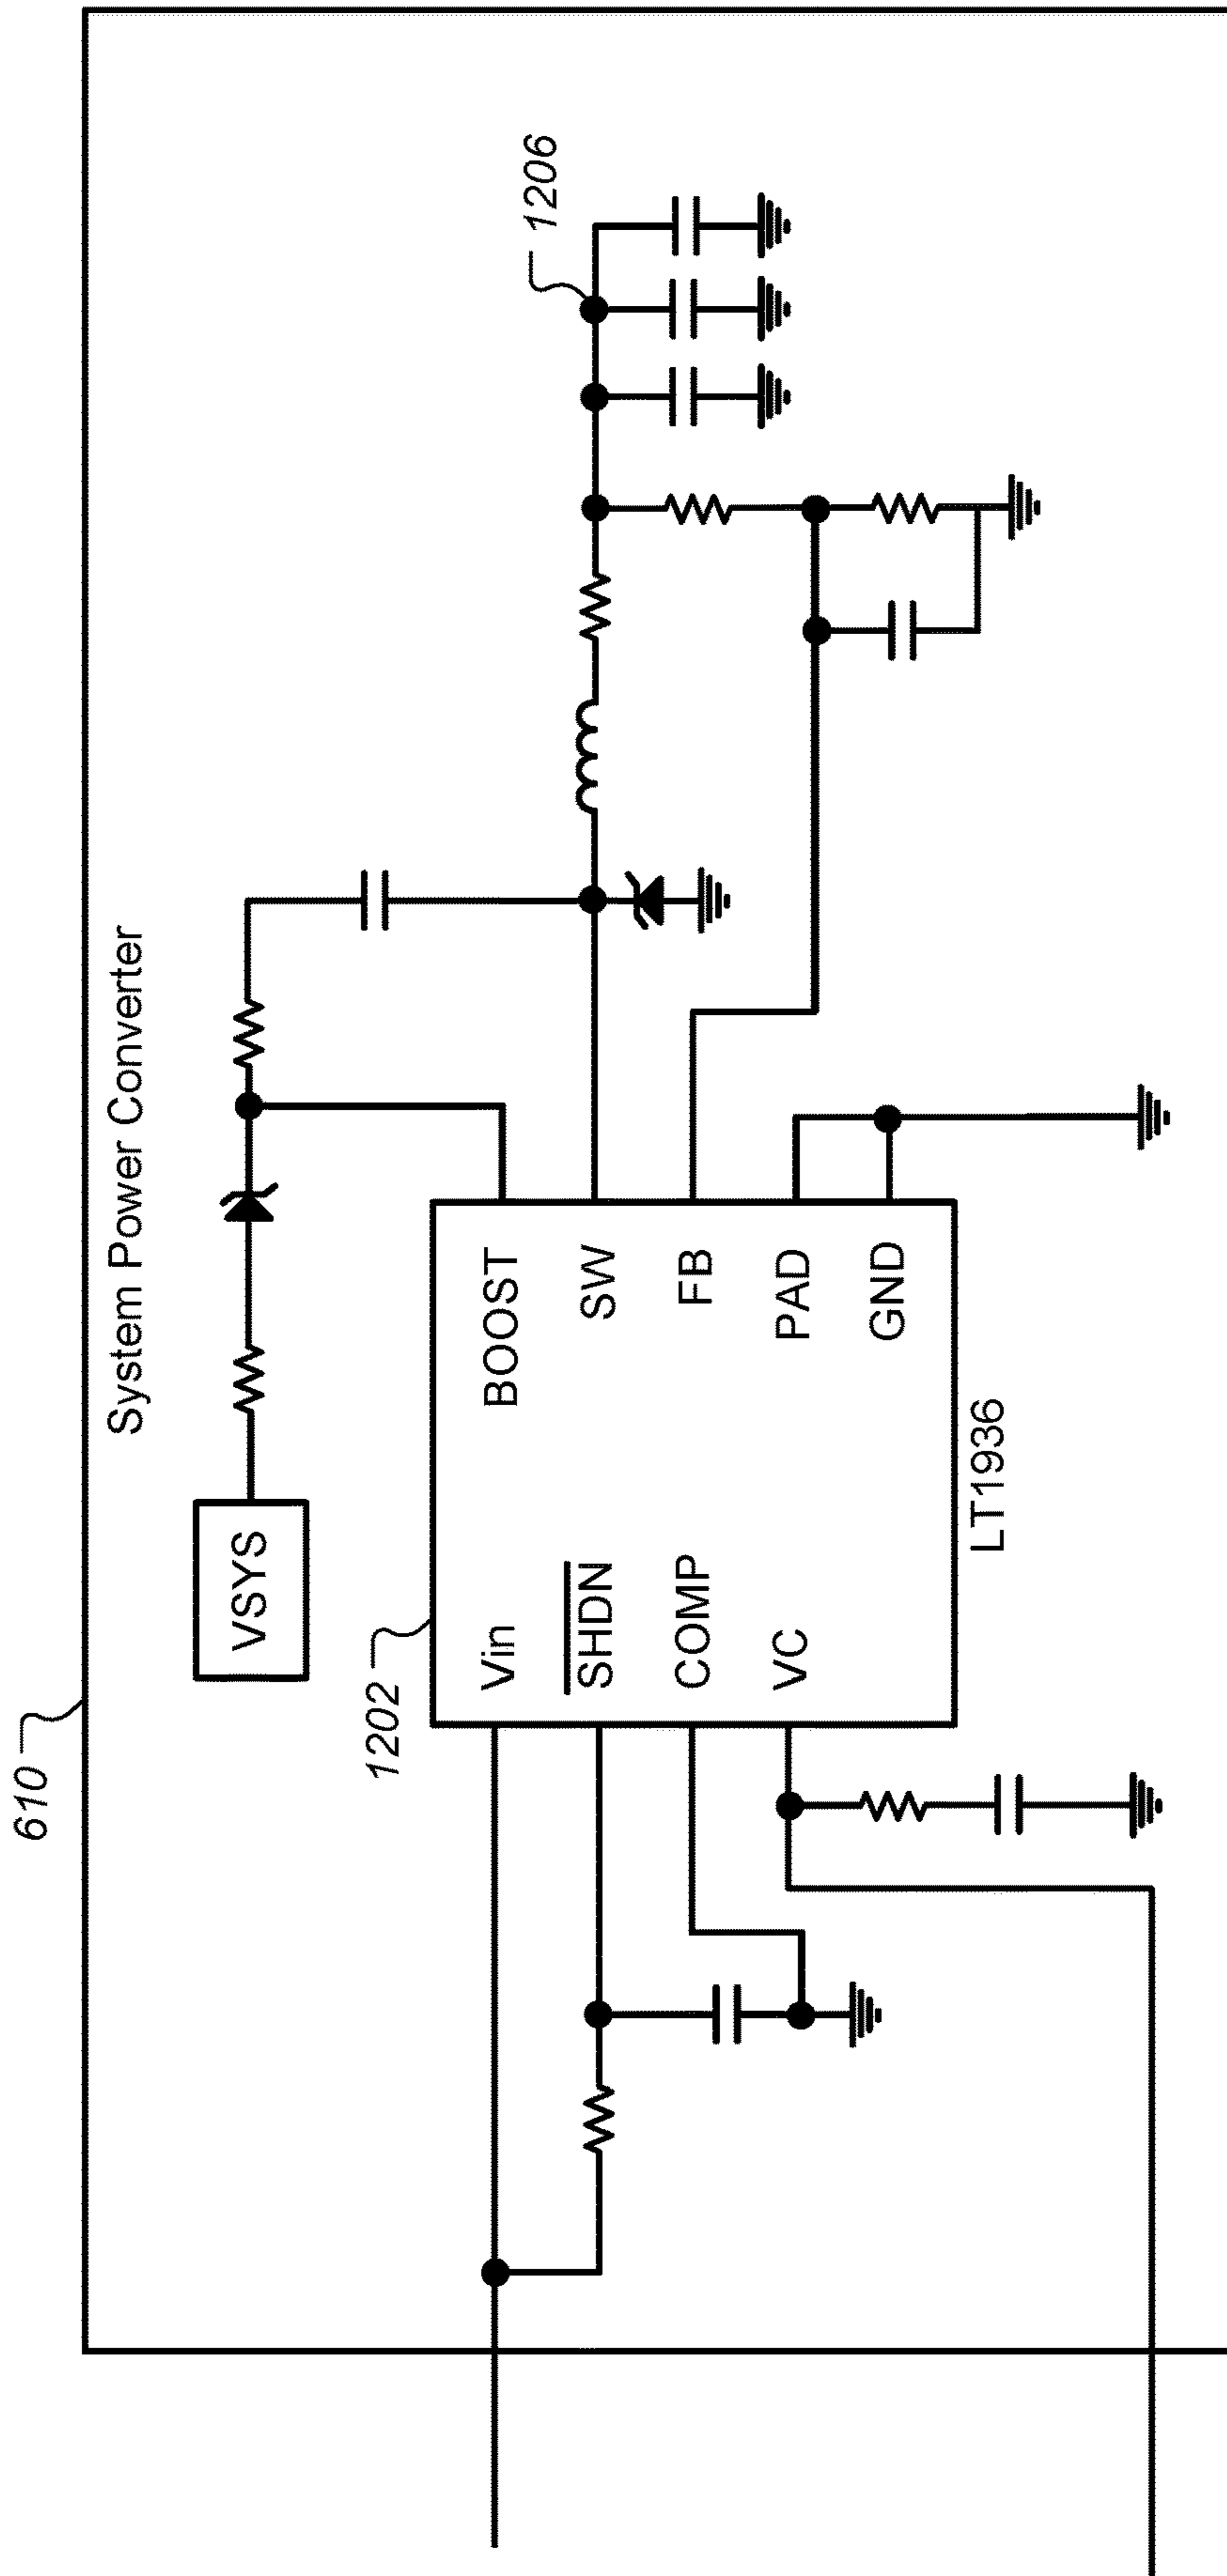 610
System Power Converter
VSYS
1202
1206
Vin
SHDN
COMP
VC
BOOST
SW
FB
PAD
GND
LT1936